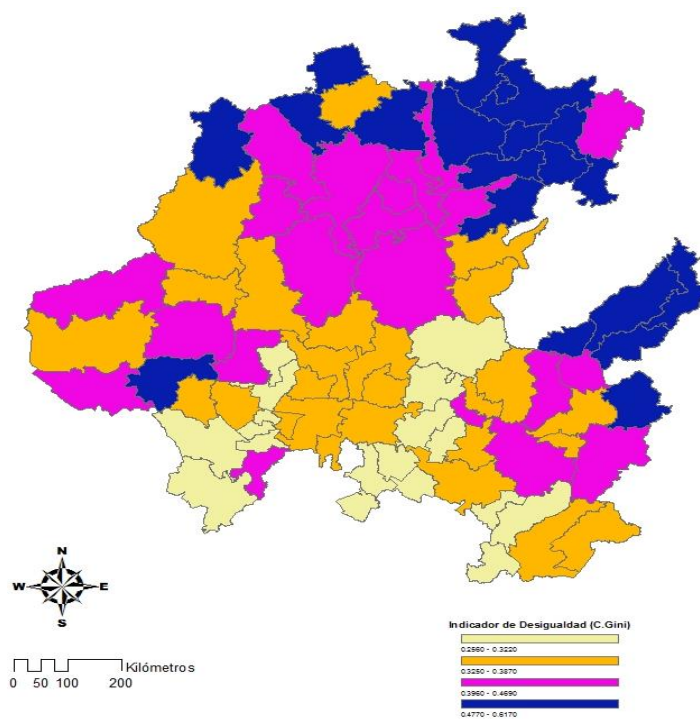 N
W E
S
Kilómetros
0 50 100 200
Indicador de Desigualdad (C.Gini)
0.2560 - 0.3220
0.3250 - 0.3870
0.3950 - 0.4690
0.4770 - 0.6170